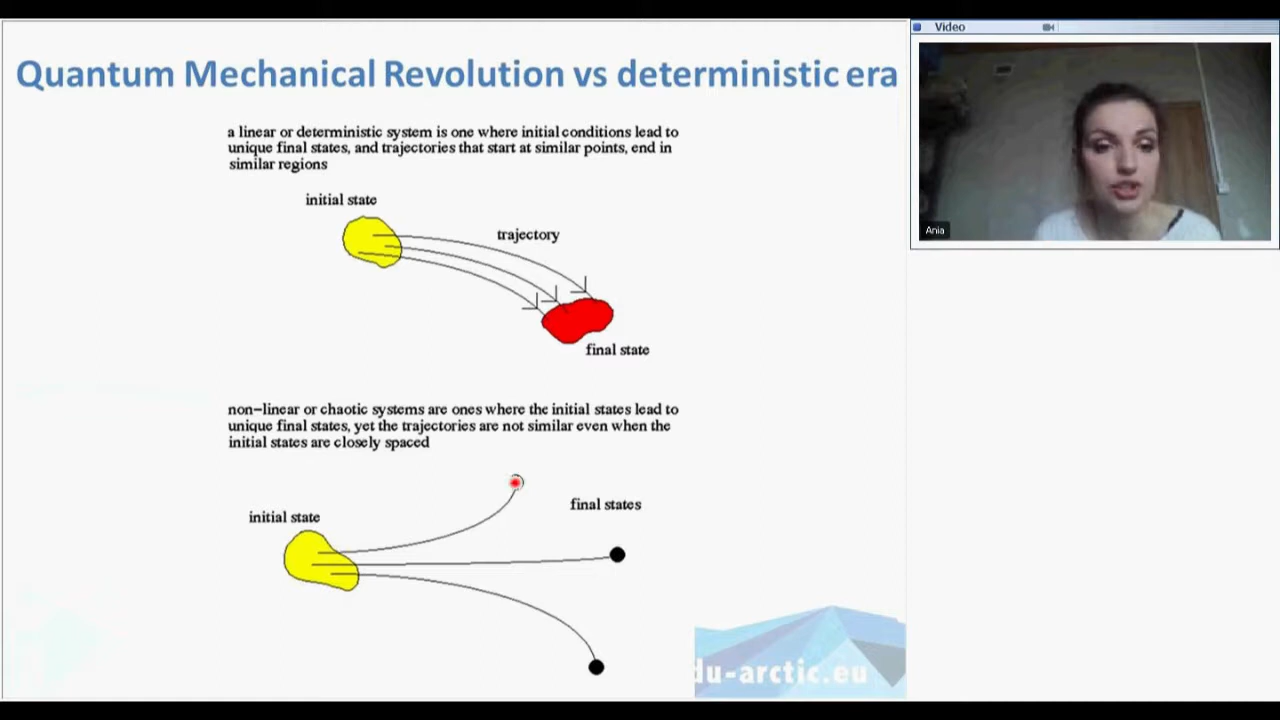 Quantum Mechanical Revolution vs deterministic era
a linear or deterministic system is one where initial conditions lead to
unique final states, and trajectories that start at similar points, end in
similar regions
initial state
trajectory
final state
non-linear or chaotic systems are ones where the initial states lead to
unique final states, yet the trajectories are not similar even when the
initial states are closely spaced
initial state
final states
du-arctic.eu
Video
Ania